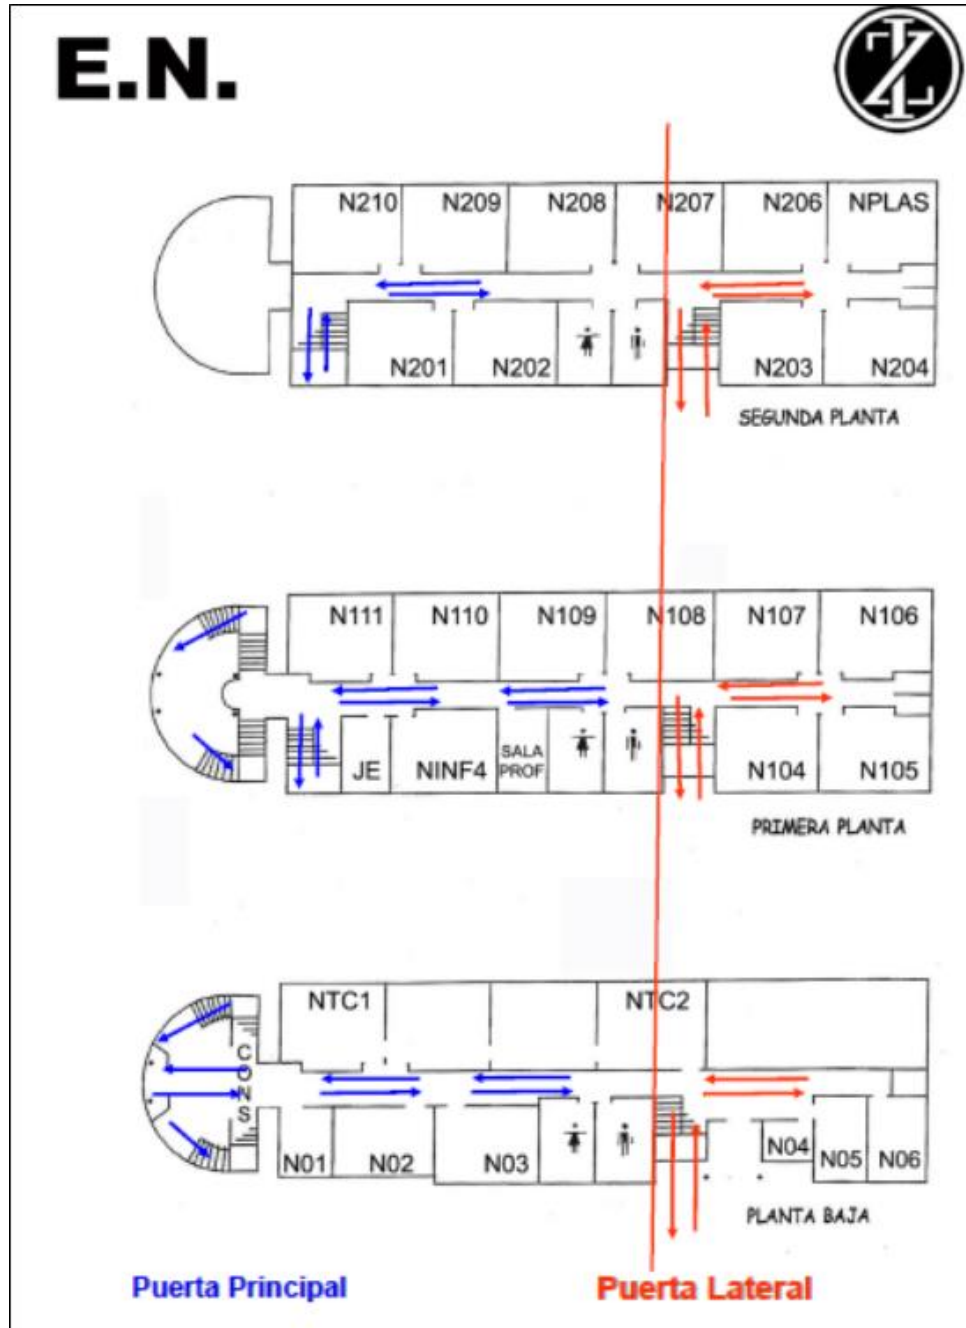 E.N.
N210 N209 N208 N207 N206 NPLAS
N201 N202 N203 N204
SEGUNDA PLANTA
N111 N110 N109 N108 N107 N106
JE NINF4 SALA PROF N104 N105
PRIMERA PLANTA
NTC1 NTC2
CONS
N01 N02 N03 N04 N05 N06
PLANTA BAJA
Puerta Principal Puerta Lateral